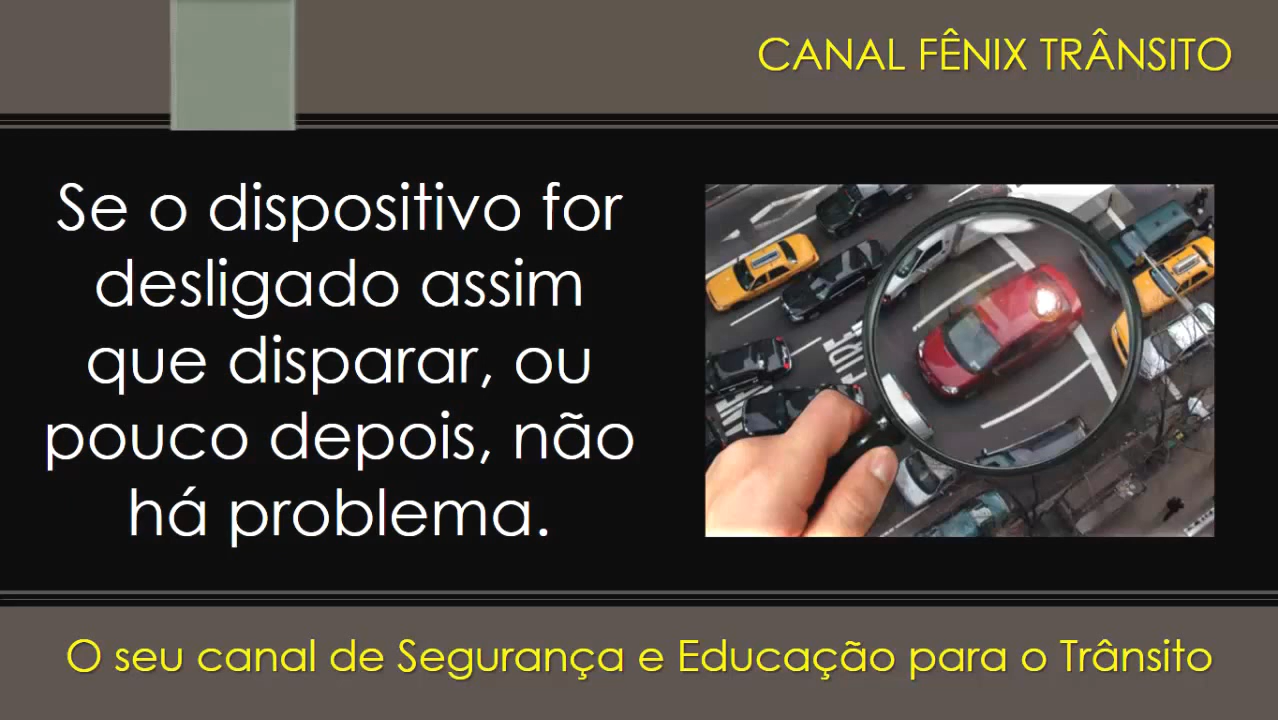 CANAL FÊNIX TRÂNSITO
Se o dispositivo for
desligado assim
que disparar, ou
pouco depois, não
há problema.
O seu canal de Segurança e Educação para o Trânsito